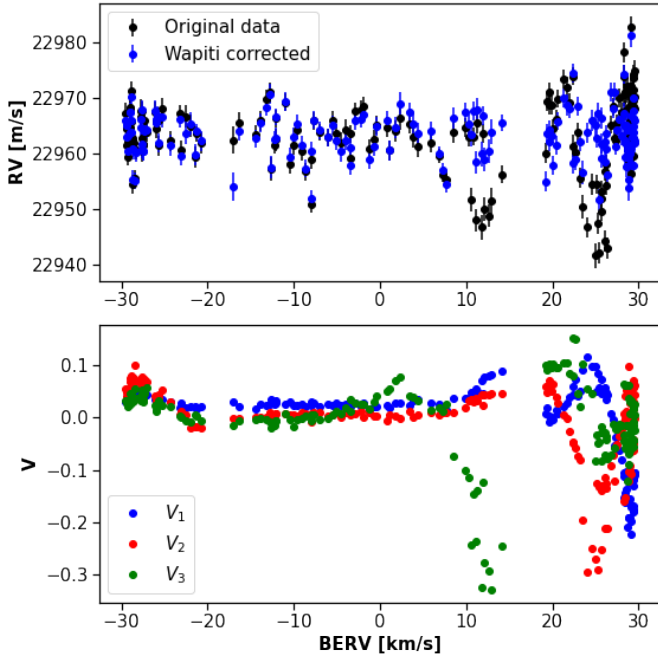 22980
22970
22960
22950
22940
RV [m/s]
Original data
Wapiti corrected
−30 −20 −10 0 10 20 30
0.1
0.0
−0.1
−0.2
−0.3
V
V1
V2
V3
−30 −20 −10 0 10 20 30
BERV [km/s]